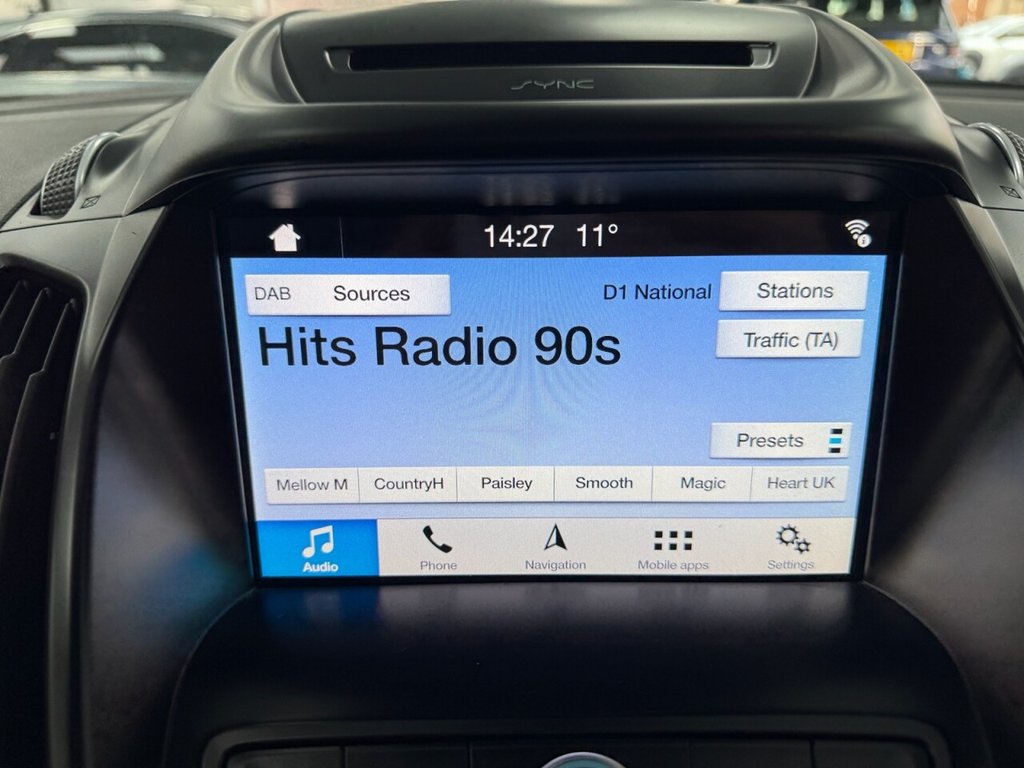 SYNC
14:27 11°
DAB Sources D1 National Stations
Hits Radio 90s Traffic (TA)
Presets
Mellow M CountryH Paisley Smooth Magic Heart UK
Audio Phone Navigation Mobile apps Settings